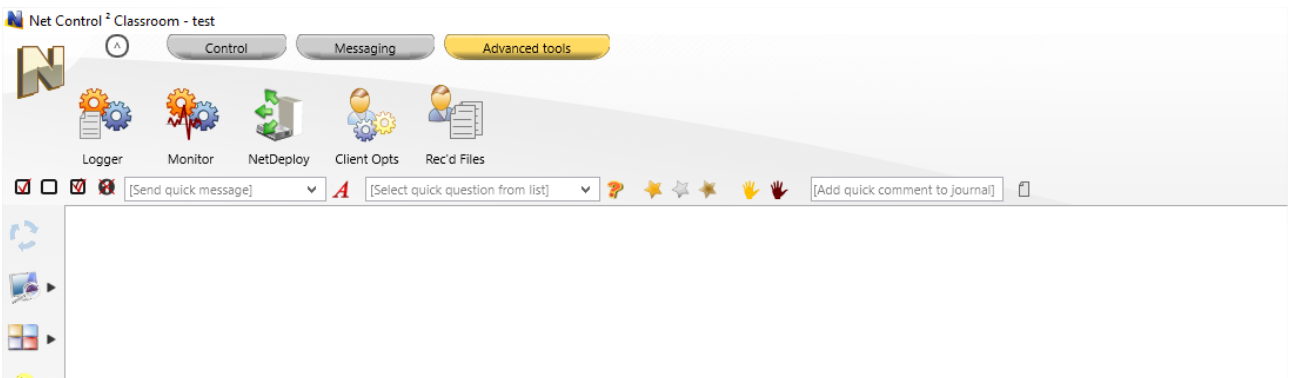 Net Control ² Classroom - test
Control Messaging Advanced tools
Logger Monitor NetDeploy Client Opts Rec'd Files
[Send quick message] A [Select quick question from list] ? [Add quick comment to journal]